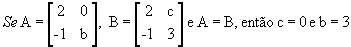 Se A = [ 2 0 ; -1 b ], B = [ 2 c ; -1 3 ] e A = B, então c = 0 e b = 3